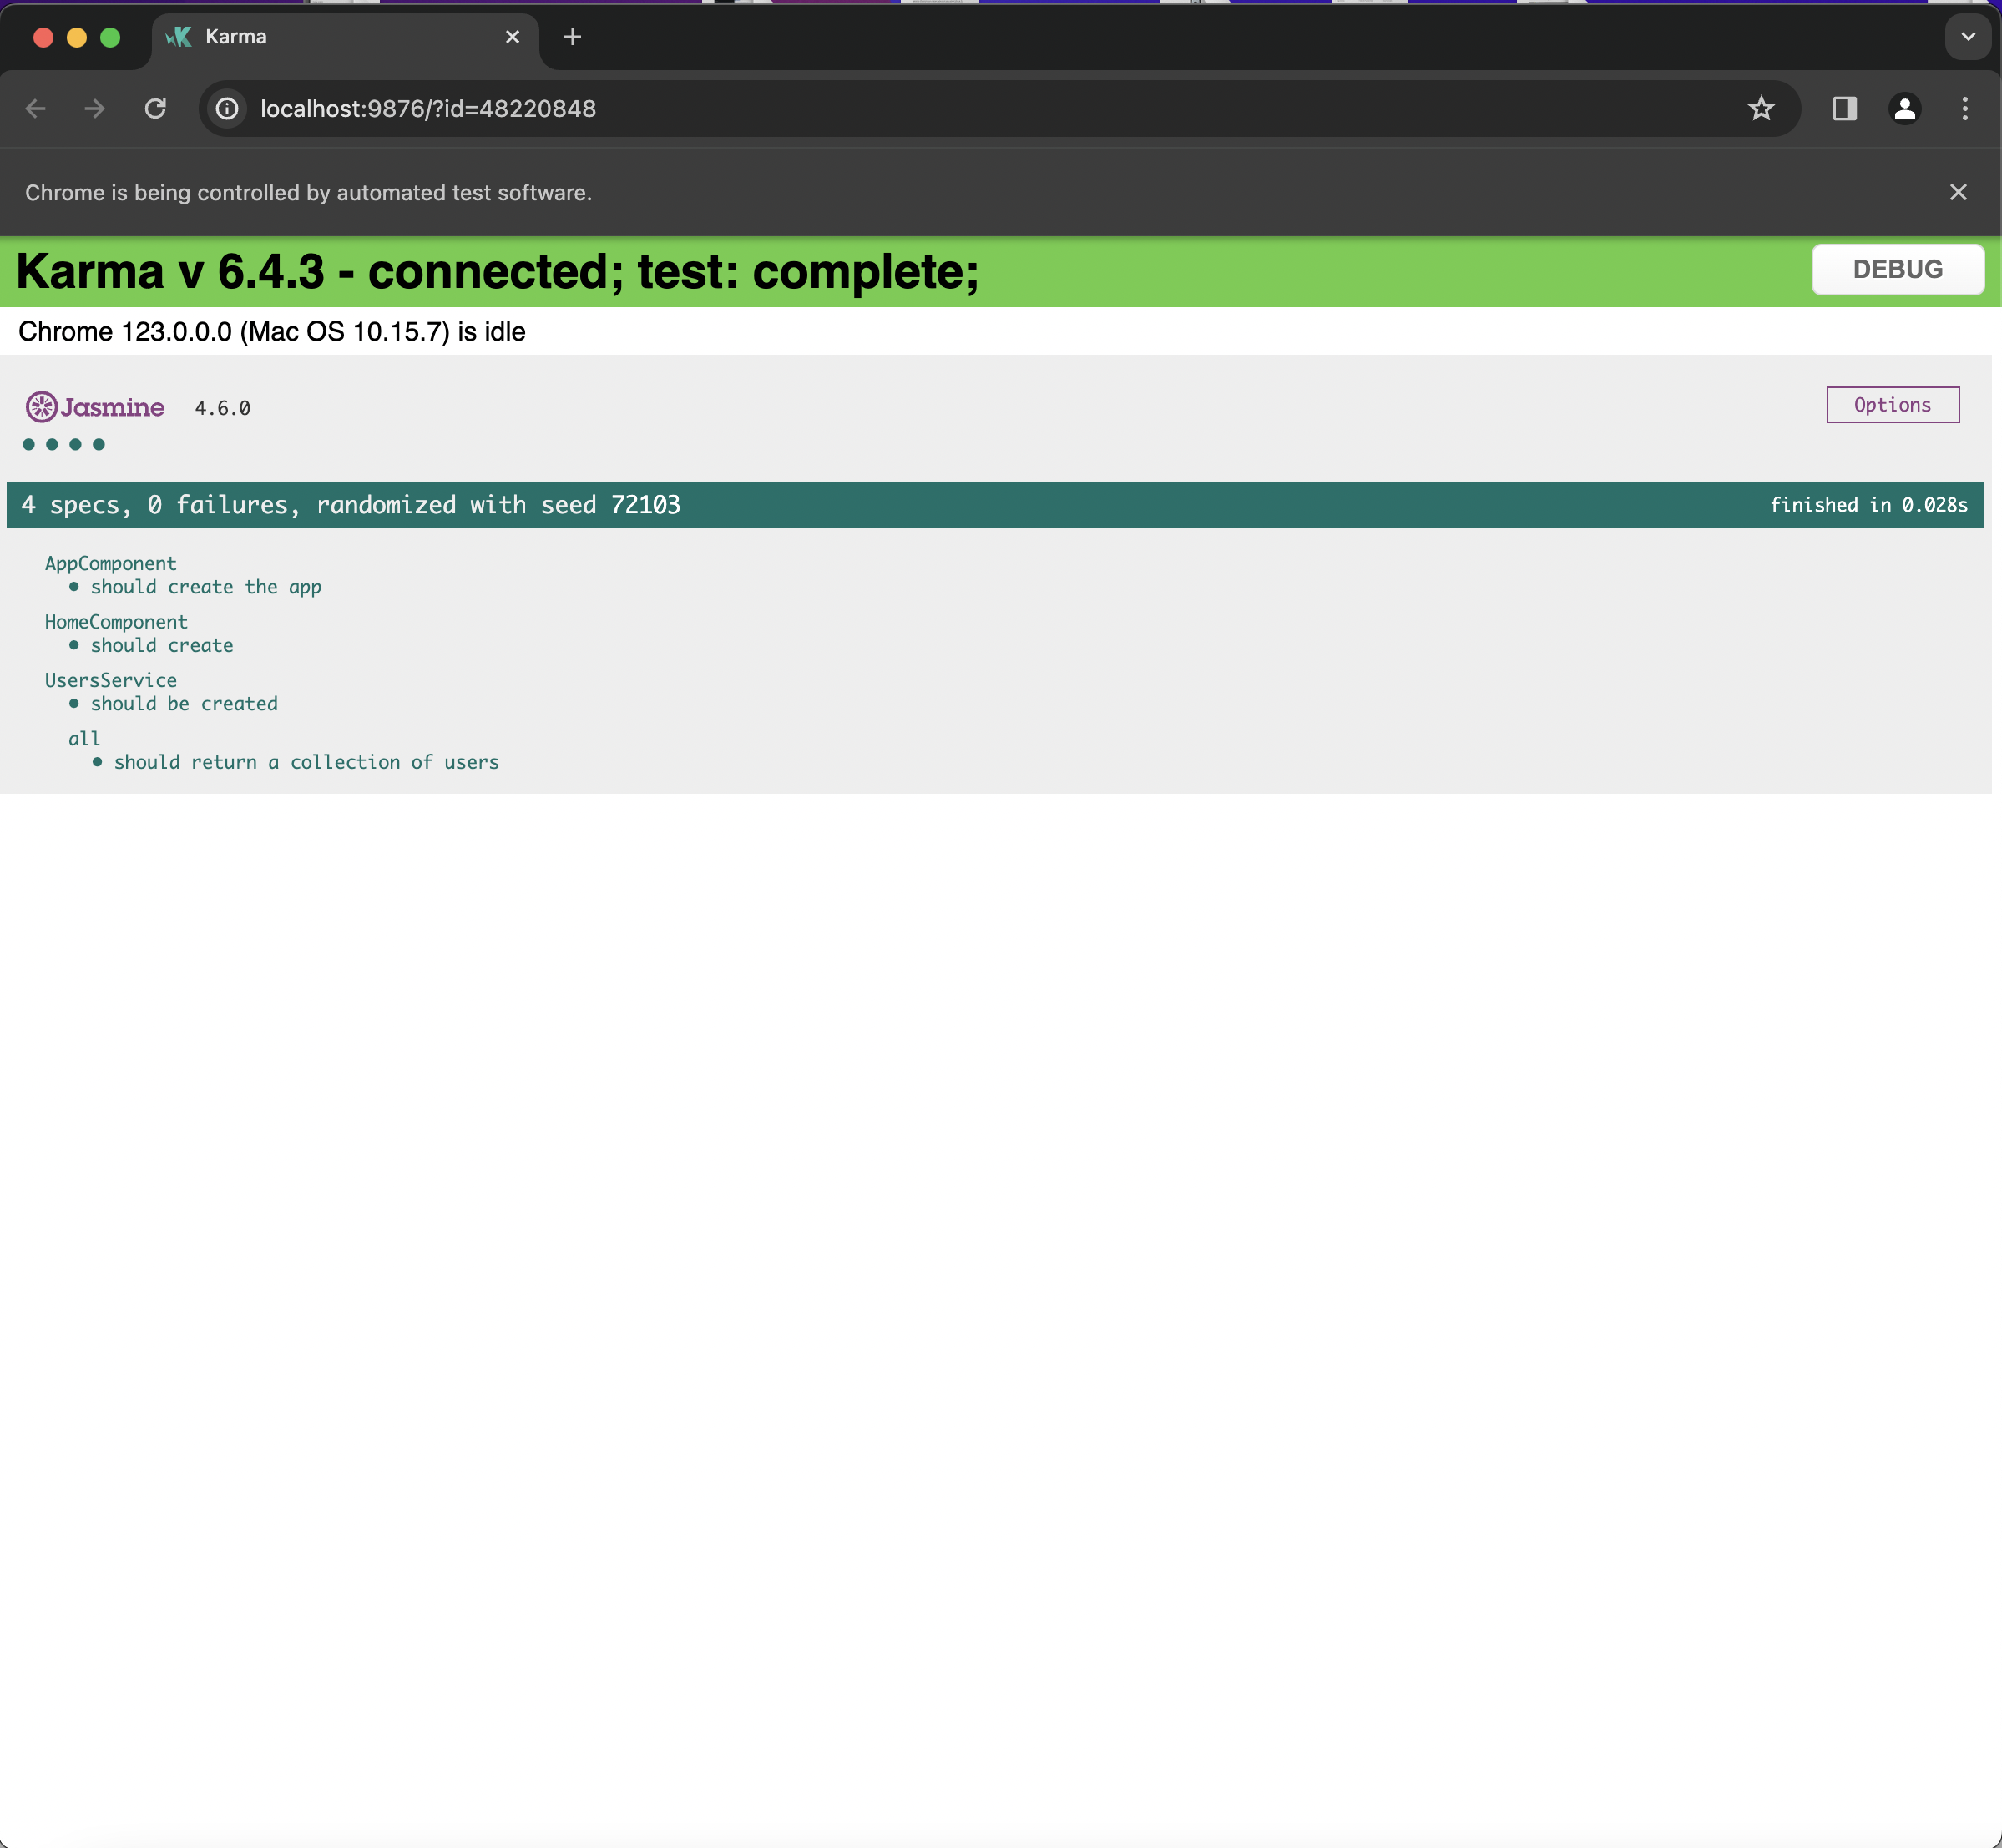 Karma
localhost:9876/?id=48220848
Chrome is being controlled by automated test software.
Karma v 6.4.3 - connected; test: complete;
DEBUG
Chrome 123.0.0.0 (Mac OS 10.15.7) is idle
Jasmine 4.6.0
Options
4 specs, 0 failures, randomized with seed 72103
finished in 0.028s
AppComponent
• should create the app
HomeComponent
• should create
UsersService
• should be created
all
• should return a collection of users